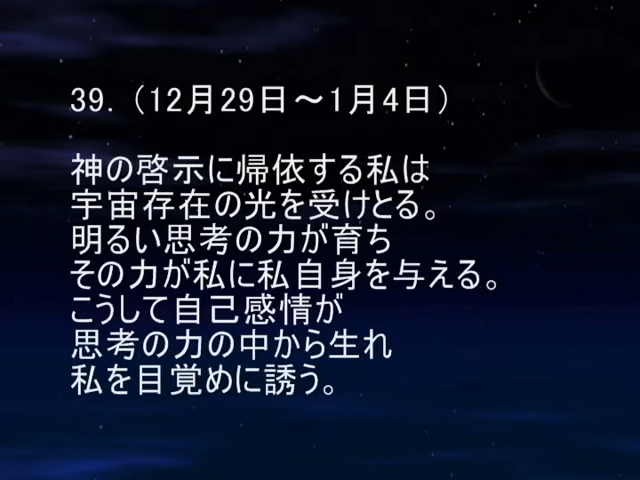 39.（12月29日～1月4日）
神の啓示に帰依する私は
宇宙存在の光を受けとる。
明るい思考の力が育ち
その力が私に私自身を与える。
こうして自己感情が
思考の力の中から生れ
私を目覚めに誘う。